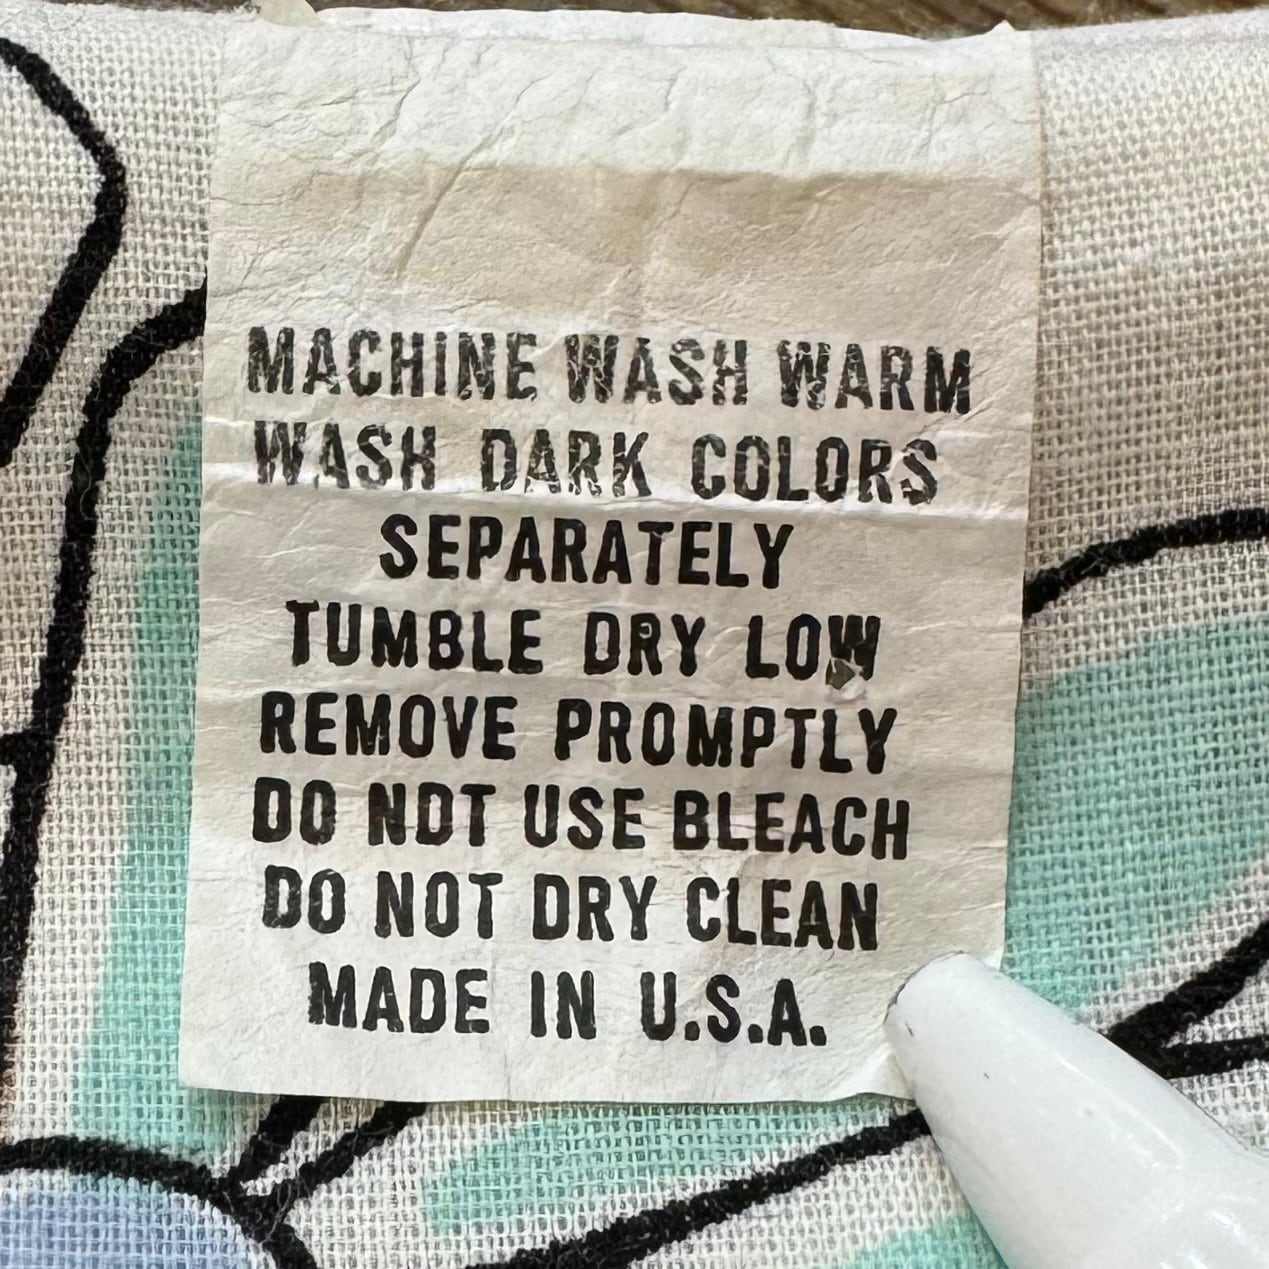 MACHINE WASH WARM
WASH DARK COLORS
SEPARATELY
TUMBLE DRY LOW
REMOVE PROMPTLY
DO NOT USE BLEACH
DO NOT DRY CLEAN
MADE IN U.S.A.